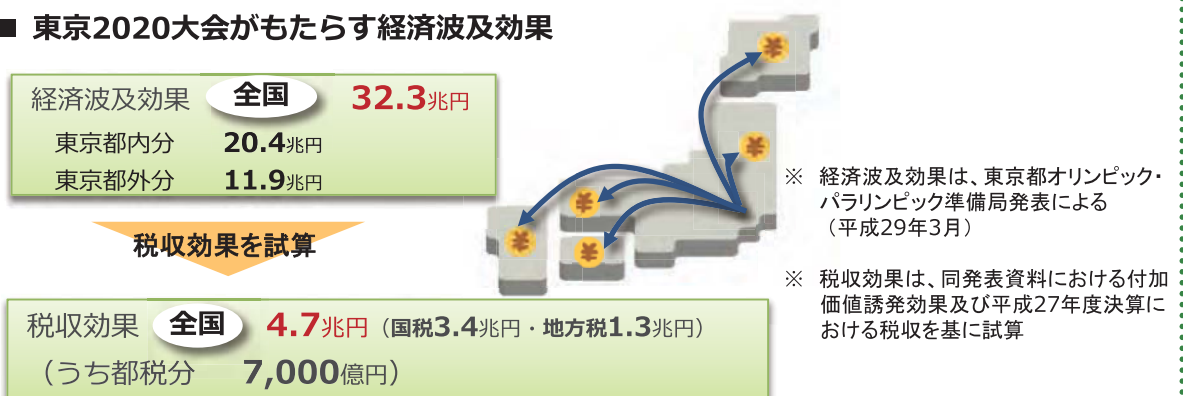 ■ 東京2020大会がもたらす経済波及効果
経済波及効果 全国 32.3兆円
東京都内分 20.4兆円
東京都外分 11.9兆円
税収効果を試算
税収効果 全国 4.7兆円（国税3.4兆円・地方税1.3兆円）
（うち都税分 7,000億円）
¥
¥
¥
¥
¥
※ 経済波及効果は、東京都オリンピック・
パラリンピック準備局発表による
（平成29年3月）
※ 税収効果は、同発表資料における付加
価値誘発効果及び平成27年度決算に
おける税収を基に試算